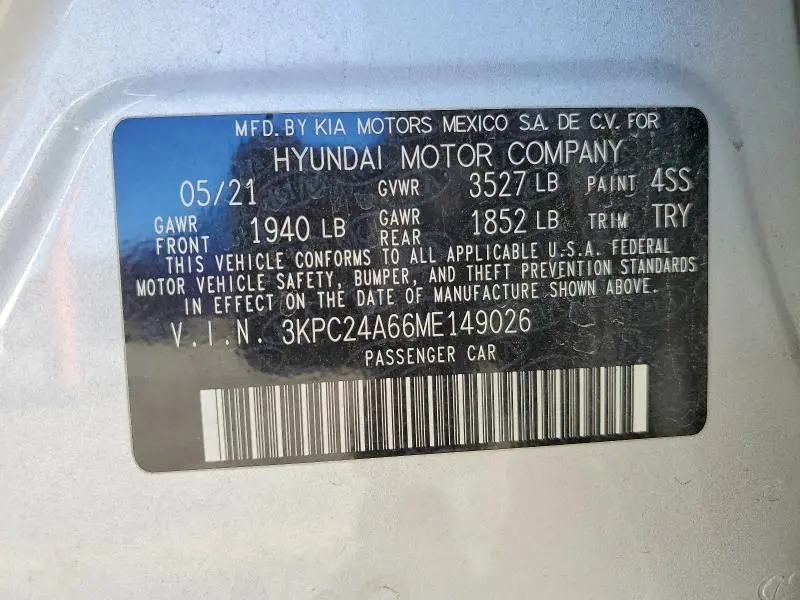 MFD. BY KIA MOTORS MEXICO S.A. DE C.V. FOR
HYUNDAI MOTOR COMPANY
05/21 GVWR 3527 LB PAINT 4SS
GAWR FRONT 1940 LB GAWR REAR 1852 LB TRIM TRY
THIS VEHICLE CONFORMS TO ALL APPLICABLE U.S.A. FEDERAL
MOTOR VEHICLE SAFETY, BUMPER, AND THEFT PREVENTION STANDARDS
IN EFFECT ON THE DATE OF MANUFACTURE SHOWN ABOVE.
V.I.N. 3KPC24A66ME149026
PASSENGER CAR